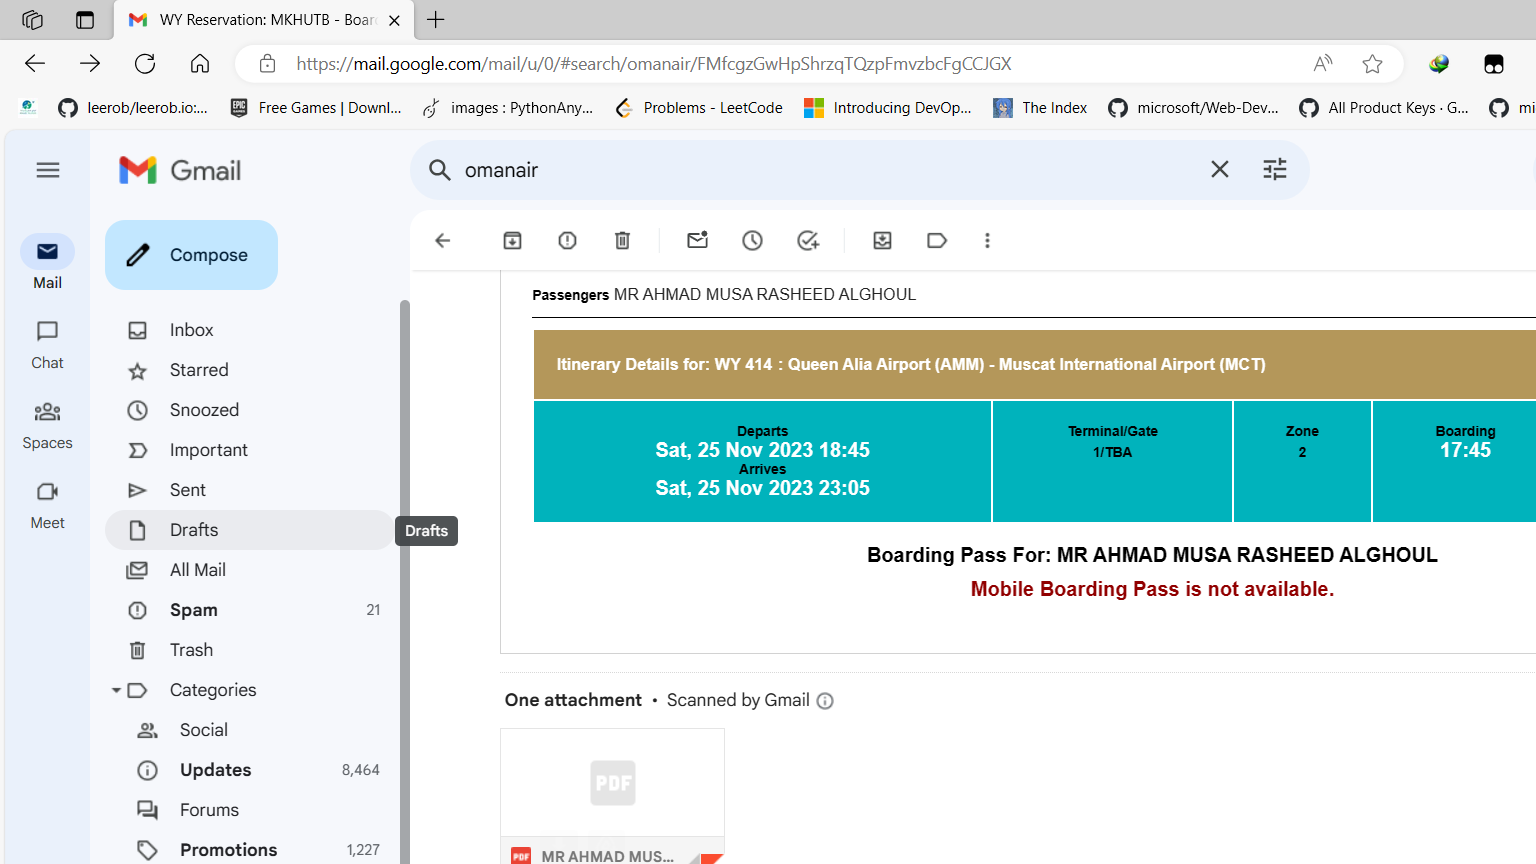 WY Reservation: MKHUTB - Boar
https://mail.google.com/mail/u/0/#search/omanair/FMfcgzGwHpShrzqTQzpFmvzbcFgCCJGX
leerob/leerob.io:... EPIC Free Games | Downl... images : PythonAny... Problems - LeetCode Introducing DevOp... The Index microsoft/Web-Dev... All Product Keys · G... mi
Gmail
omanair
Compose
Mail
Chat
Spaces
Meet
Inbox
Starred
Snoozed
Important
Sent
Drafts
Drafts
All Mail
Spam 21
Trash
Categories
Social
Updates 8,464
Forums
Promotions 1,227
Passengers MR AHMAD MUSA RASHEED ALGHOUL
Itinerary Details for: WY 414 : Queen Alia Airport (AMM) - Muscat International Airport (MCT)
Departs
Sat, 25 Nov 2023 18:45
Arrives
Sat, 25 Nov 2023 23:05
Terminal/Gate
1/TBA
Zone
2
Boarding
17:45
Boarding Pass For: MR AHMAD MUSA RASHEED ALGHOUL
Mobile Boarding Pass is not available.
One attachment • Scanned by Gmail
PDF
PDF MR AHMAD MUS...